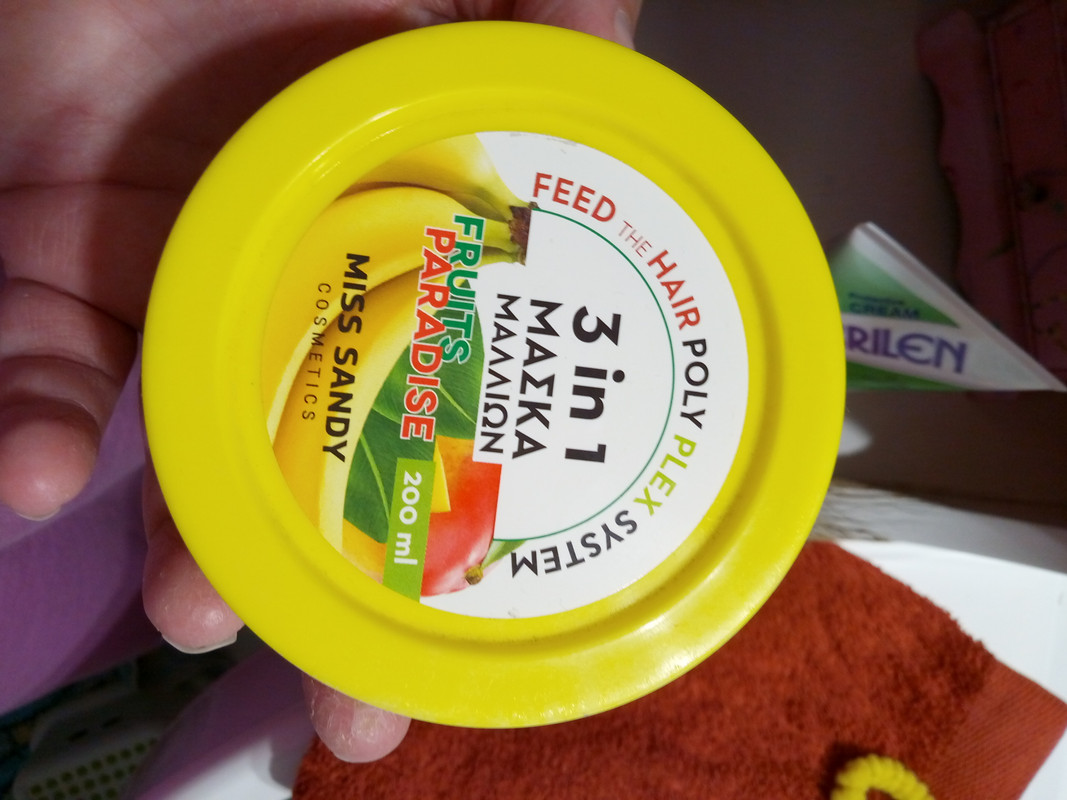 FEED THE HAIR POLY PLEX SYSTEM
3 in 1
ΜΑΣΚΑ
ΜΑΛΛΙΩΝ
FRUITS
PARADISE
200 ml
MISS SANDY
COSMETICS
CREAM
RILEN